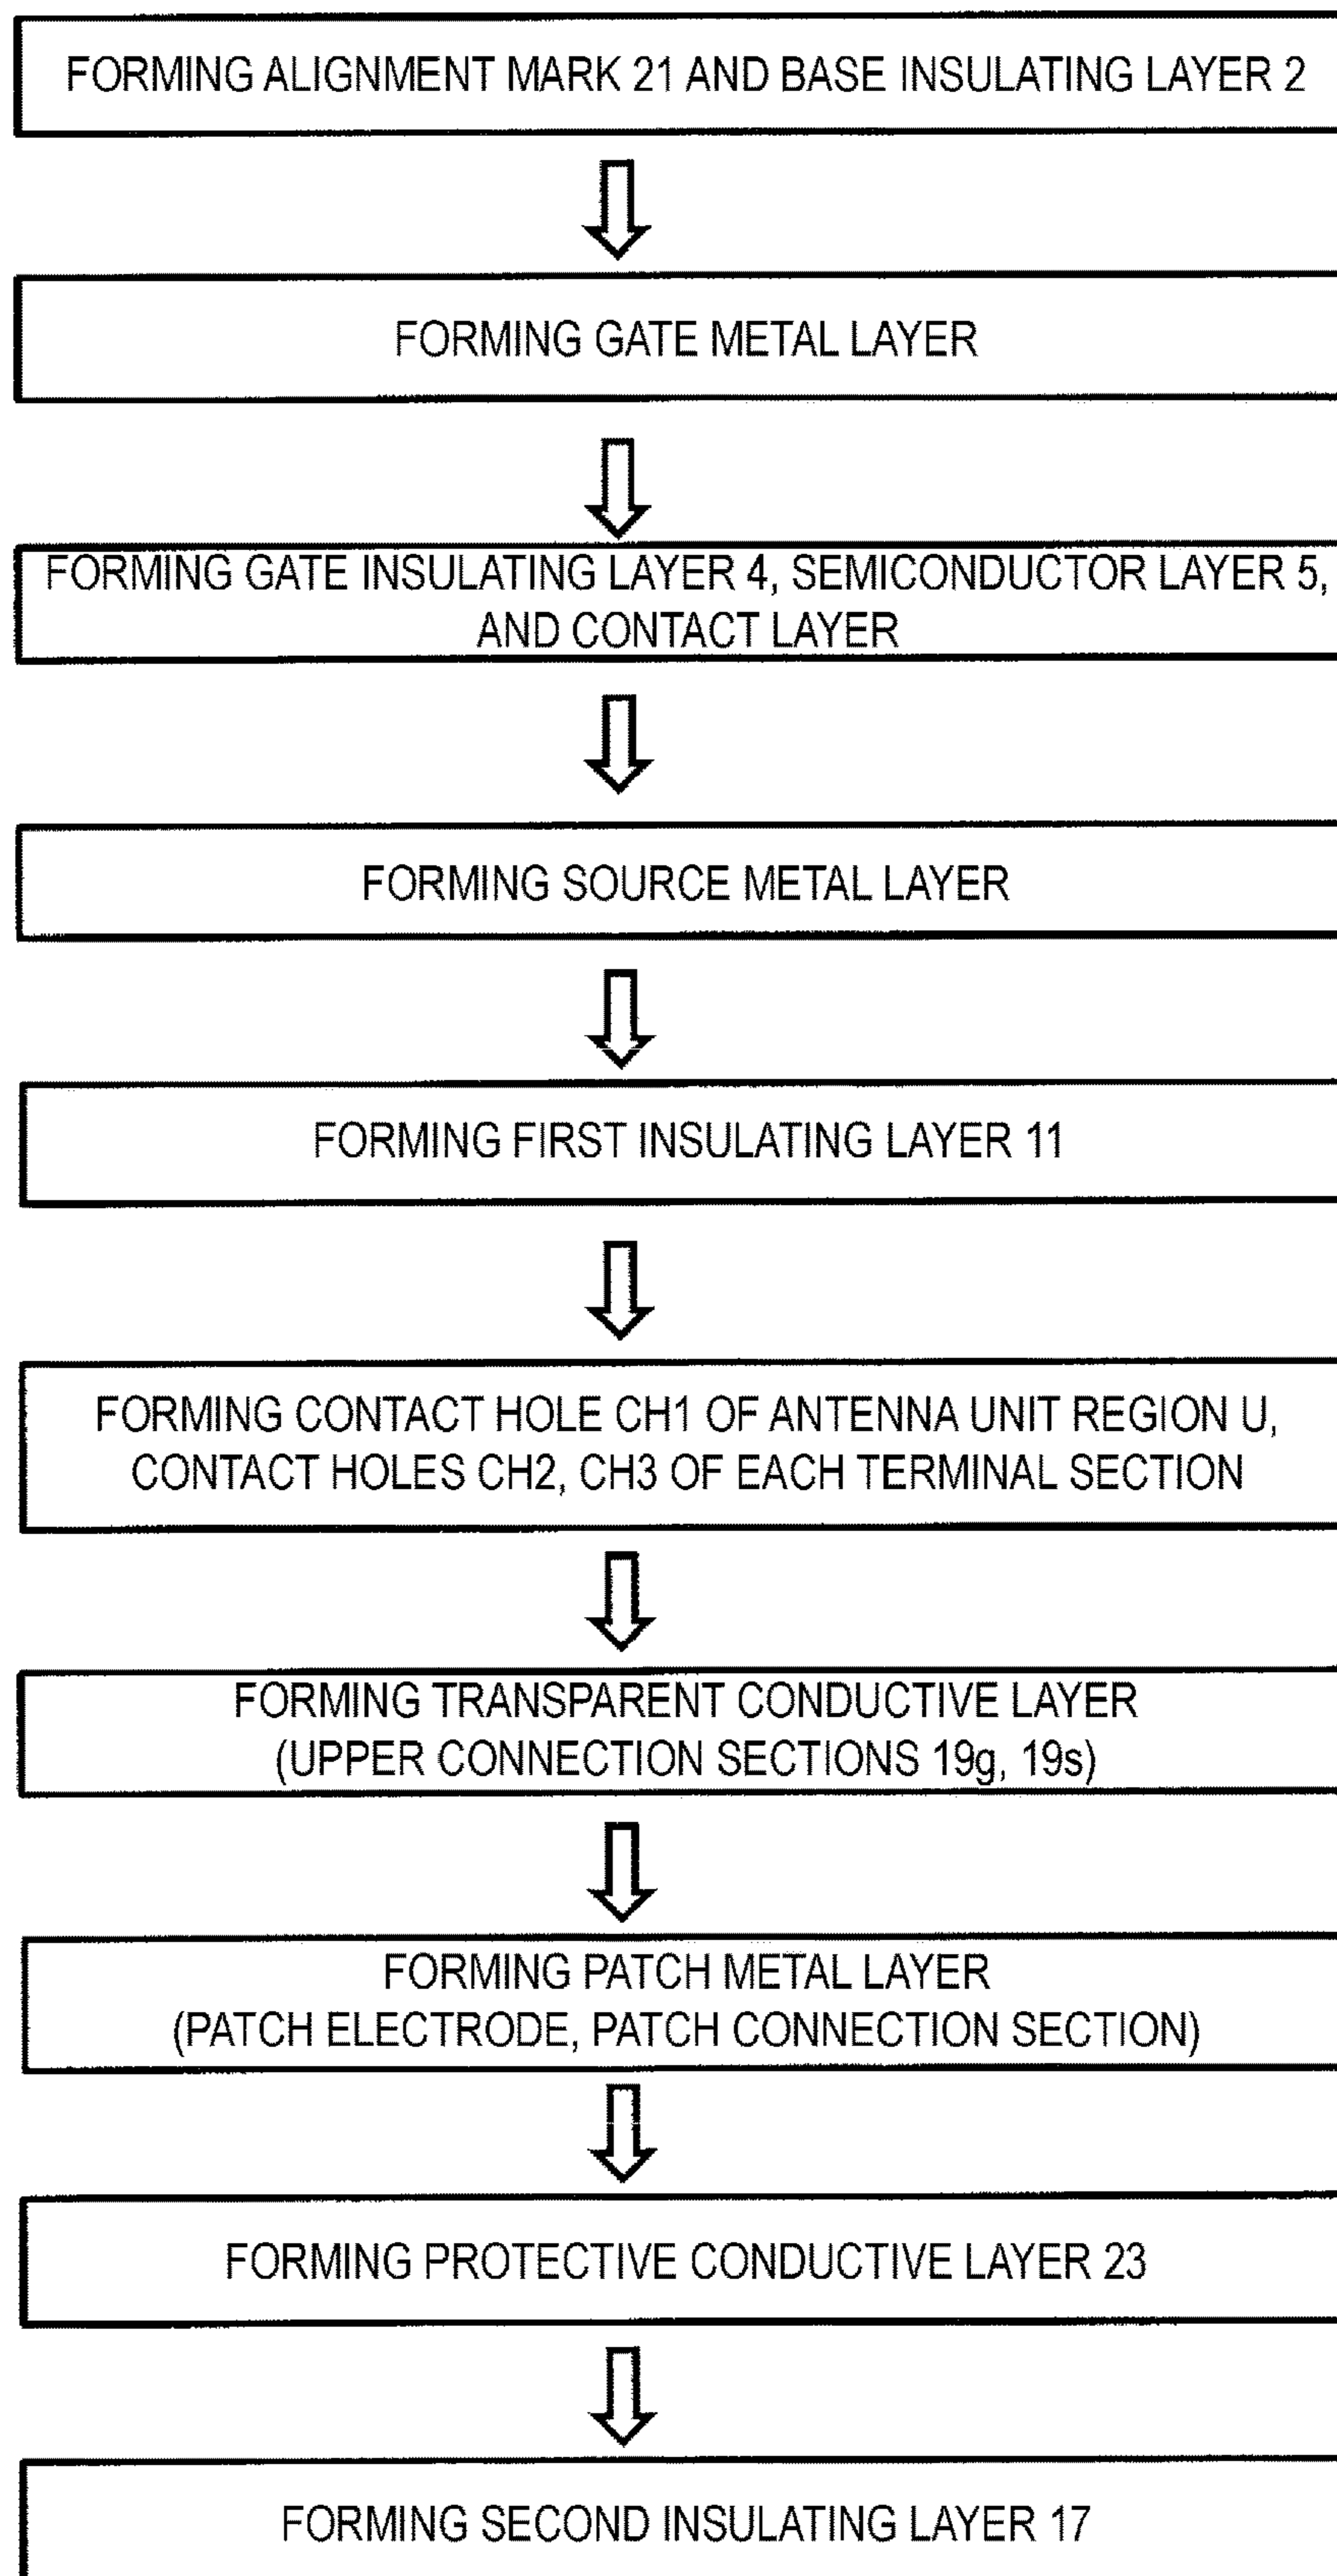 FORMING ALIGNMENT MARK 21 AND BASE INSULATING LAYER 2
FORMING GATE METAL LAYER
FORMING GATE INSULATING LAYER 4, SEMICONDUCTOR LAYER 5,
AND CONTACT LAYER
FORMING SOURCE METAL LAYER
FORMING FIRST INSULATING LAYER 11
FORMING CONTACT HOLE CH1 OF ANTENNA UNIT REGION U,
CONTACT HOLES CH2, CH3 OF EACH TERMINAL SECTION
FORMING TRANSPARENT CONDUCTIVE LAYER
(UPPER CONNECTION SECTIONS 19g, 19s)
FORMING PATCH METAL LAYER
(PATCH ELECTRODE, PATCH CONNECTION SECTION)
FORMING PROTECTIVE CONDUCTIVE LAYER 23
FORMING SECOND INSULATING LAYER 17